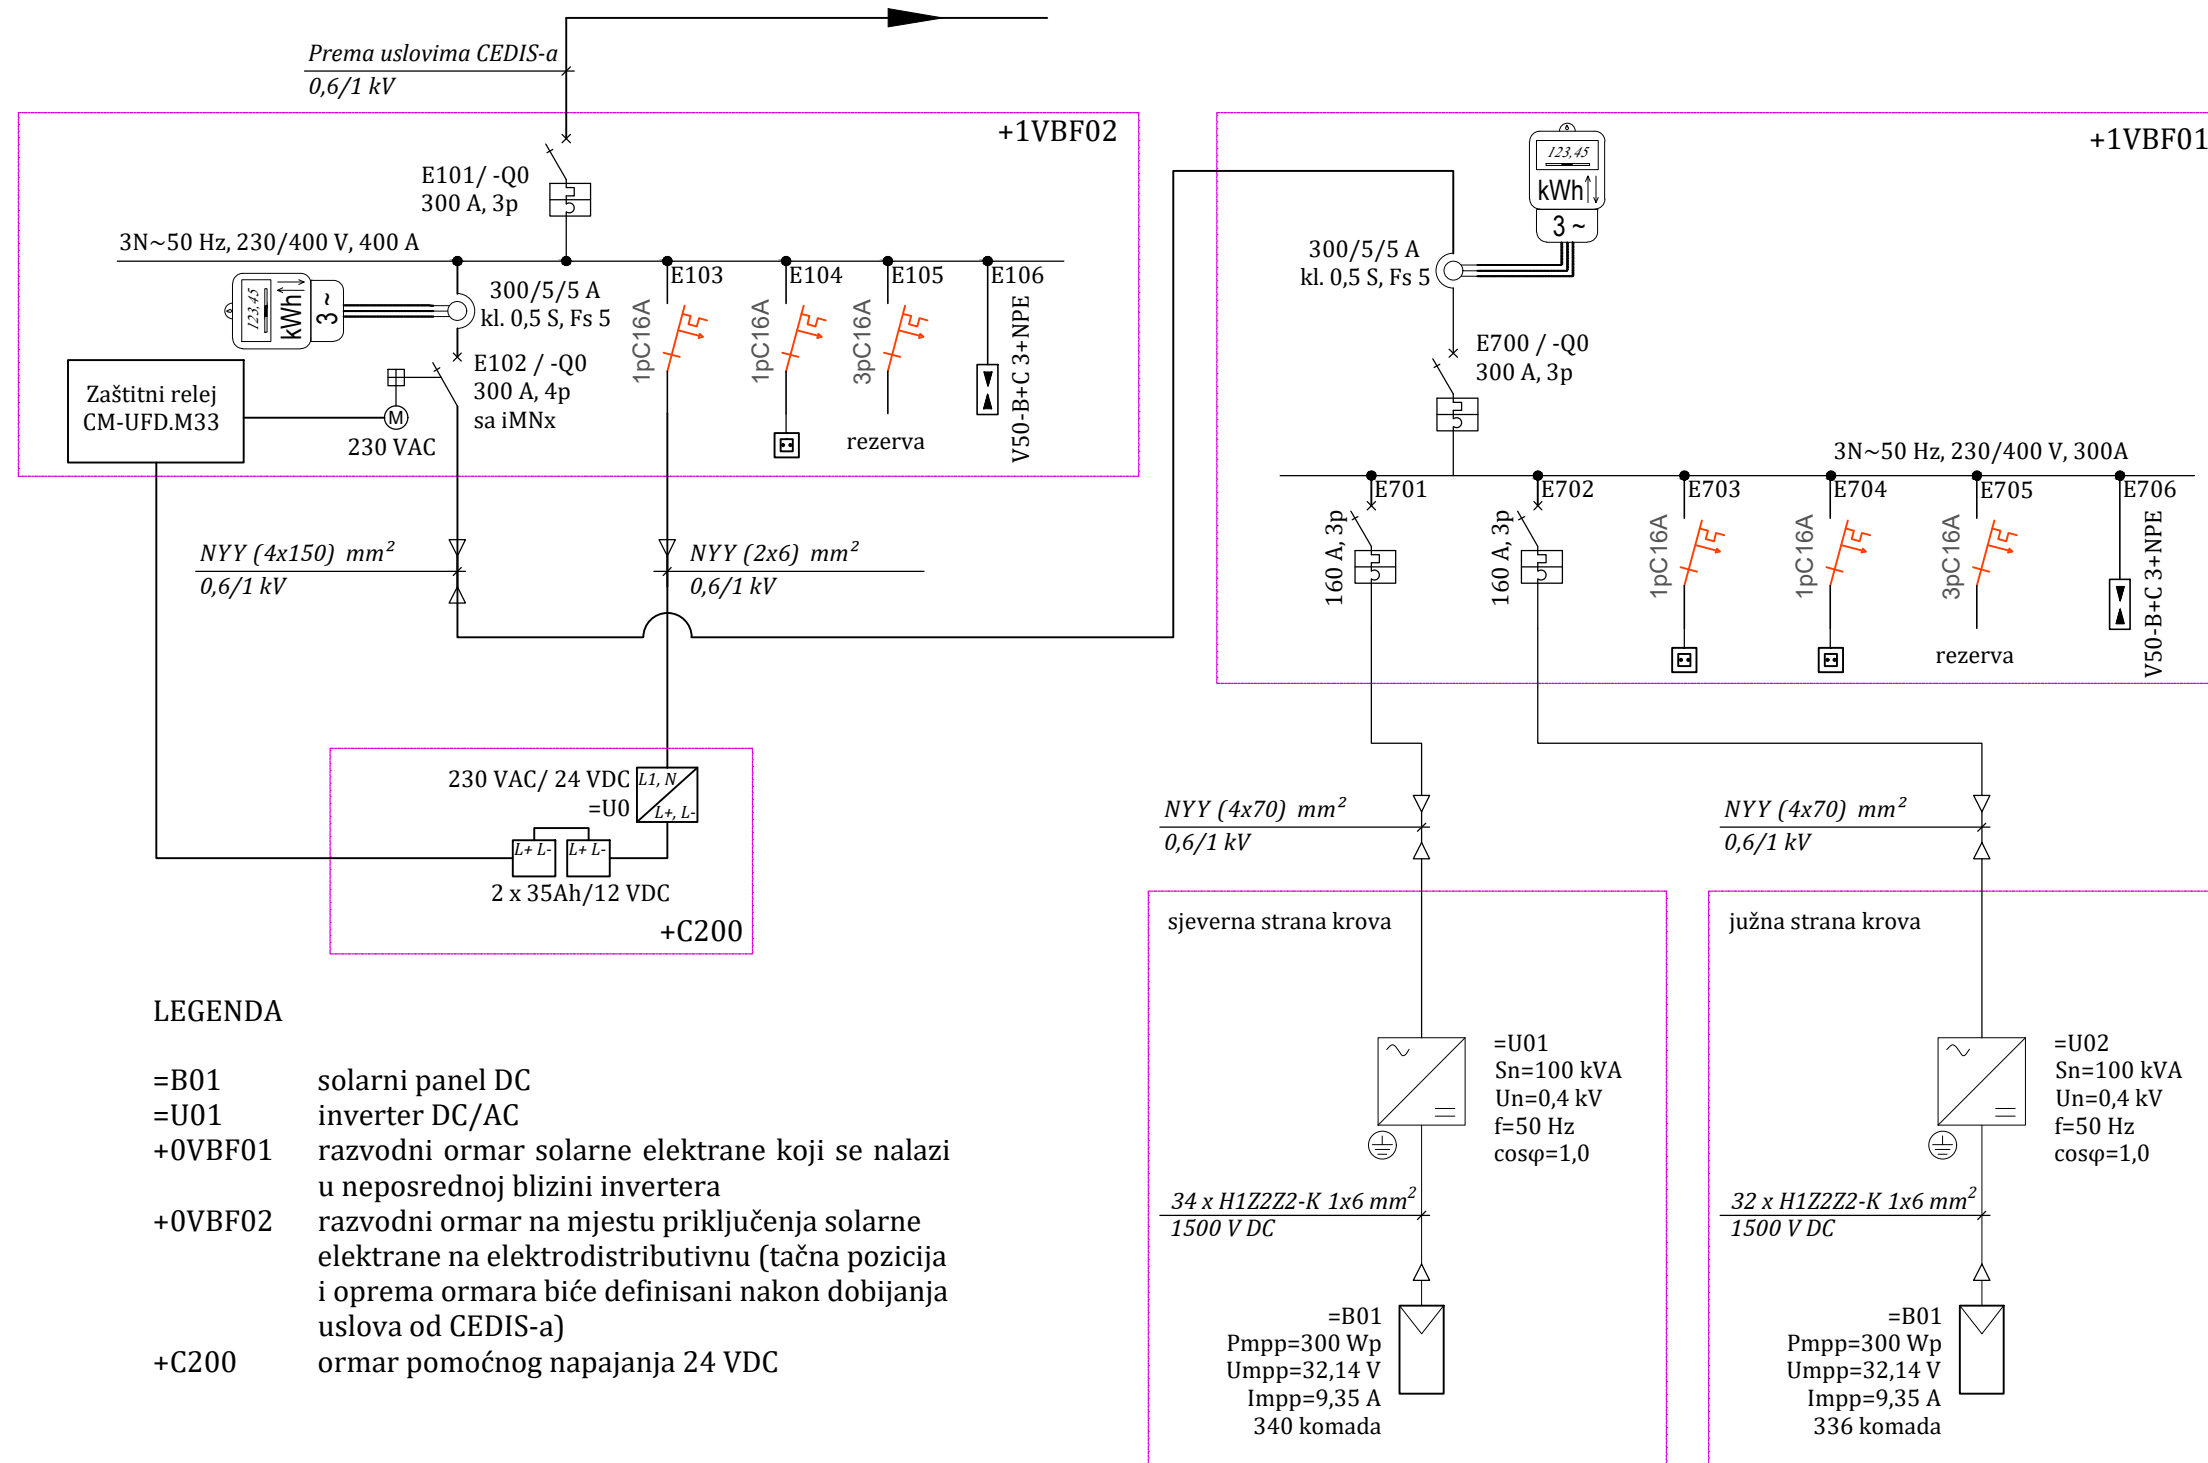 Prema uslovima CEDIS-a
0,6/1 kV
+1VBF02
E101/ -Q0
300 A, 3p
3N~50 Hz, 230/400 V, 400 A
123,45
kWh
3 ~
300/5/5 A
kl. 0,5 S, Fs 5
E102 / -Q0
300 A, 4p
sa iMNx
Zaštitni relej
CM-UFD.M33
M
230 VAC
E103
1pC16A
E104
1pC16A
E105
3pC16A
rezerva
E106
V50-B+C 3+NPE
NYY (4x150) mm²
0,6/1 kV
NYY (2x6) mm²
0,6/1 kV
+1VBF01
123,45
kWh
3 ~
300/5/5 A
kl. 0,5 S, Fs 5
E700 / -Q0
300 A, 3p
3N~50 Hz, 230/400 V, 300A
E701
160 A, 3p
E702
160 A, 3p
E703
1pC16A
E704
1pC16A
E705
3pC16A
rezerva
E706
V50-B+C 3+NPE
230 VAC/ 24 VDC
=U0
L1, N
L+, L-
L+ L-
L+ L-
2 x 35Ah/12 VDC
+C200
NYY (4x70) mm²
0,6/1 kV
NYY (4x70) mm²
0,6/1 kV
sjeverna strana krova
=U01
Sn=100 kVA
Un=0,4 kV
f=50 Hz
cosφ=1,0
34 x H1Z2Z2-K 1x6 mm²
1500 V DC
=B01
Pmpp=300 Wp
Umpp=32,14 V
Impp=9,35 A
340 komada
južna strana krova
=U02
Sn=100 kVA
Un=0,4 kV
f=50 Hz
cosφ=1,0
32 x H1Z2Z2-K 1x6 mm²
1500 V DC
=B01
Pmpp=300 Wp
Umpp=32,14 V
Impp=9,35 A
336 komada
LEGENDA
=B01 solarni panel DC
=U01 inverter DC/AC
+0VBF01 razvodni ormar solarne elektrane koji se nalazi
u neposrednoj blizini invertera
+0VBF02 razvodni ormar na mjestu priključenja solarne
elektrane na elektrodistributivnu (tačna pozicija
i oprema ormara biće definisani nakon dobijanja
uslova od CEDIS-a)
+C200 ormar pomoćnog napajanja 24 VDC